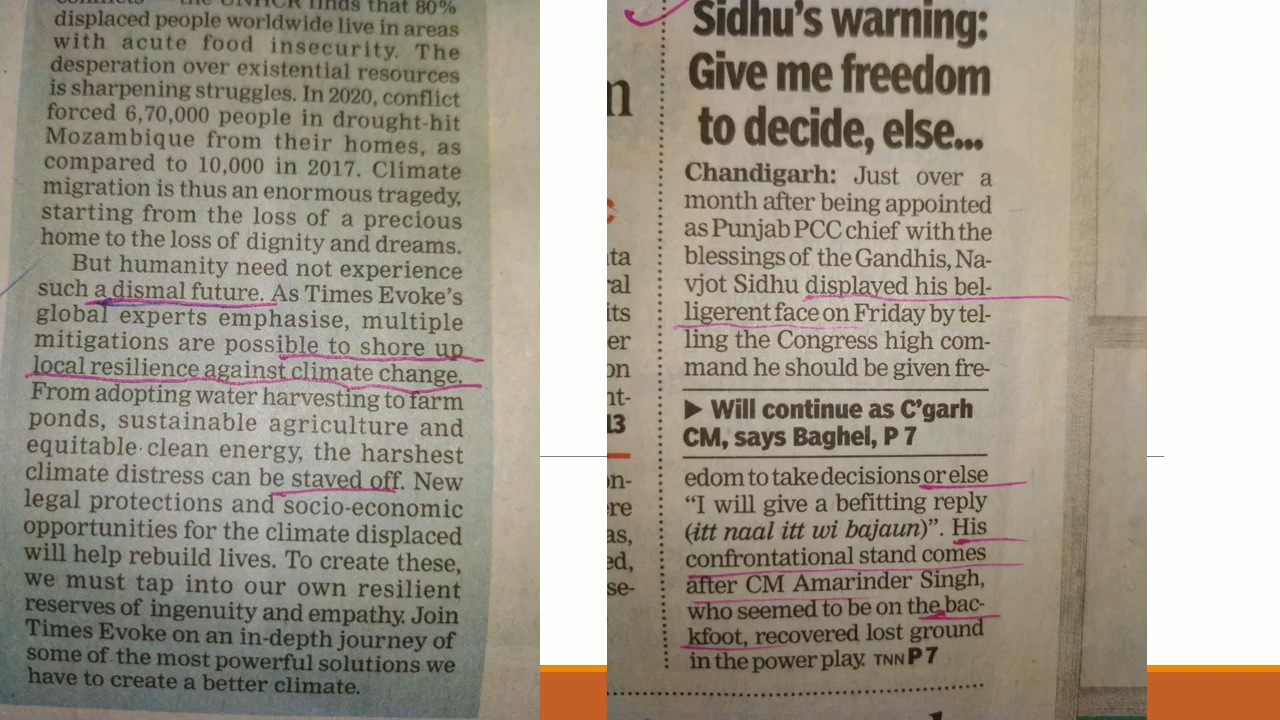 the UNHCR finds that 80%
displaced people worldwide live in areas
with acute food insecurity. The
desperation over existential resources
is sharpening struggles. In 2020, conflict
forced 6,70,000 people in drought-hit
Mozambique from their homes, as
compared to 10,000 in 2017. Climate
migration is thus an enormous tragedy,
starting from the loss of a precious
home to the loss of dignity and dreams.
But humanity need not experience
such a dismal future. As Times Evoke's
global experts emphasise, multiple
mitigations are possible to shore up
local resilience against climate change.
From adopting water harvesting to farm
ponds, sustainable agriculture and
equitable clean energy, the harshest
climate distress can be staved off. New
legal protections and socio-economic
opportunities for the climate displaced
will help rebuild lives. To create these,
we must tap into our own resilient
reserves of ingenuity and empathy. Join
Times Evoke on an in-depth journey of
some of the most powerful solutions we
have to create a better climate.
Sidhu's warning:
Give me freedom
to decide, else...
Chandigarh: Just over a
month after being appointed
as Punjab PCC chief with the
blessings of the Gandhis, Na-
vjot Sidhu displayed his bel-
ligerent face on Friday by tel-
ling the Congress high com-
mand he should be given fre-
▶ Will continue as C'garh
CM, says Baghel, P 7
edom to take decisions or else
“I will give a befitting reply
(itt naal itt wi bajaun)”. His
confrontational stand comes
after CM Amarinder Singh,
who seemed to be on the bac-
kfoot, recovered lost ground
in the power play. TNN P 7